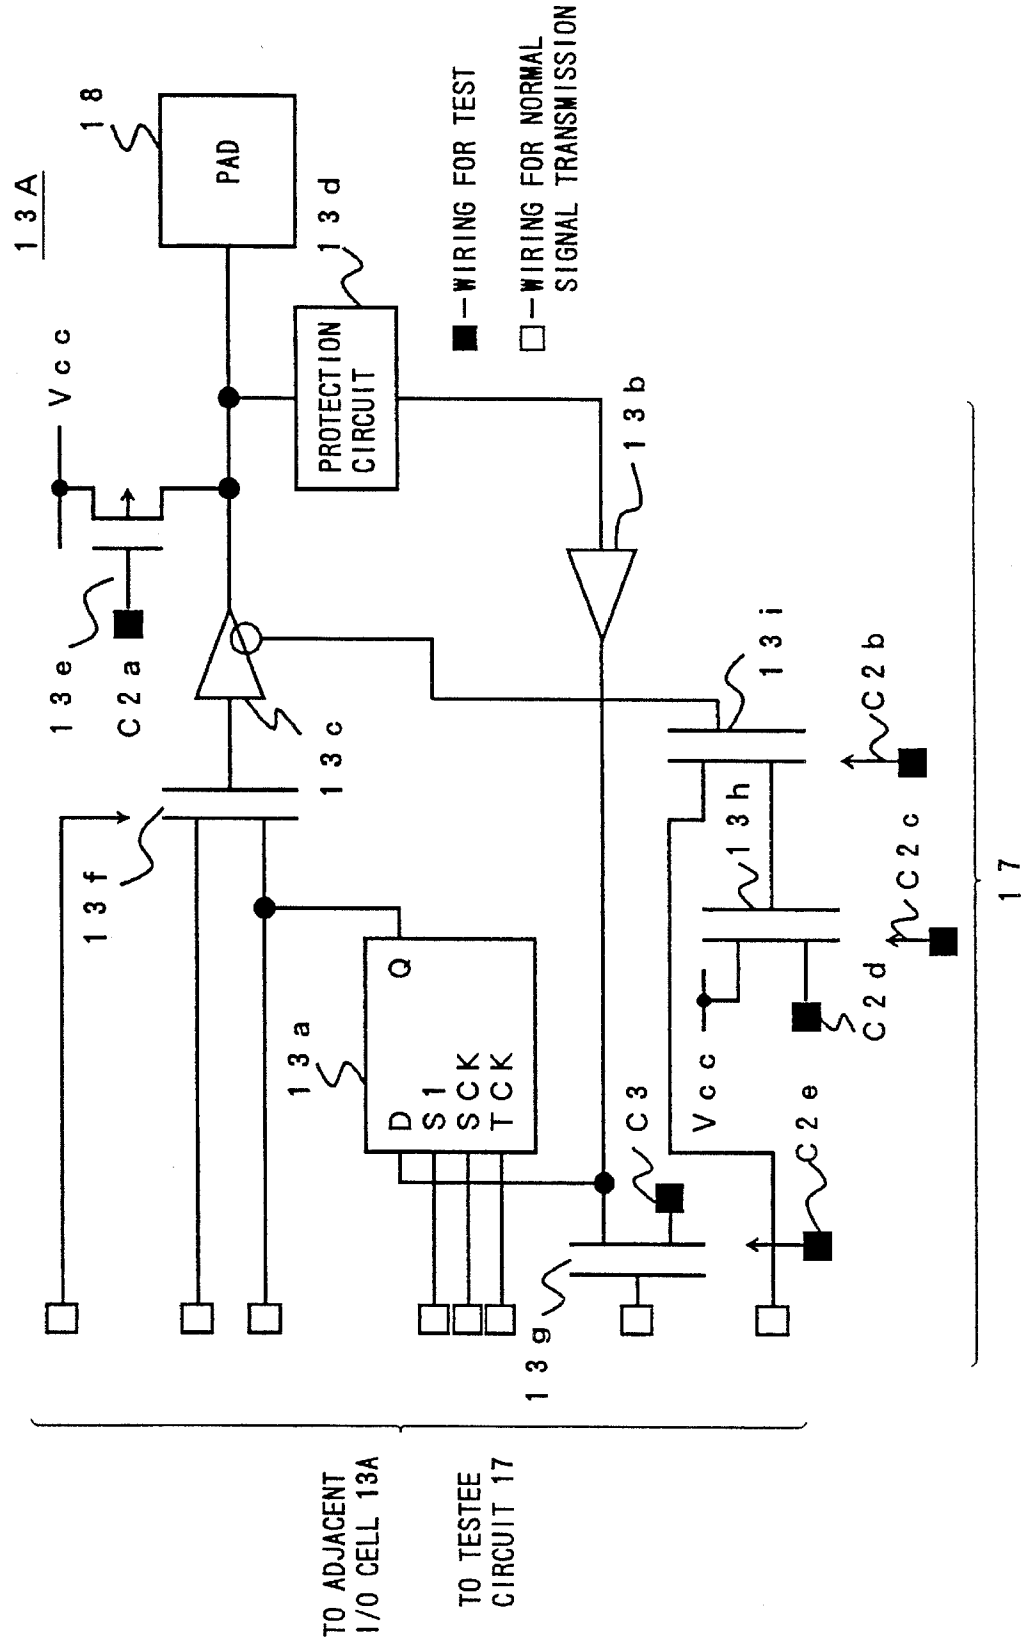 13A
18
PAD
Vcc
13e
C2a
13c
13d
PROTECTION
CIRCUIT
■—WIRING FOR TEST
□—WIRING FOR NORMAL
SIGNAL TRANSMISSION
13f
13a
D
SI
SCK
TCK
Q
13b
13g
C3
Vcc
C2e
C2d
C2c
13h
13i
C2b
TO ADJACENT
I/O CELL 13A
TO TESTEE
CIRCUIT 17
17